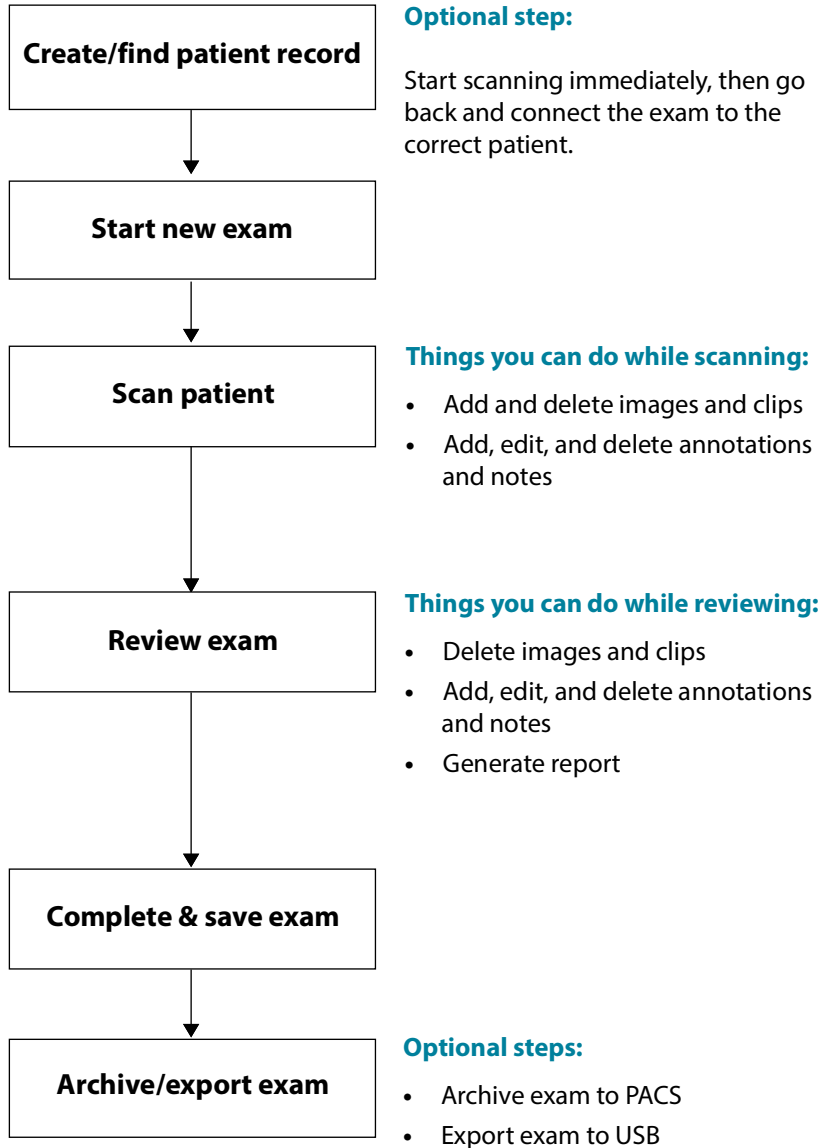 Create/find patient record
Optional step:
Start scanning immediately, then go
back and connect the exam to the
correct patient.
Start new exam
Scan patient
Things you can do while scanning:
• Add and delete images and clips
• Add, edit, and delete annotations
and notes
Review exam
Things you can do while reviewing:
• Delete images and clips
• Add, edit, and delete annotations
and notes
• Generate report
Complete & save exam
Archive/export exam
Optional steps:
• Archive exam to PACS
• Export exam to USB